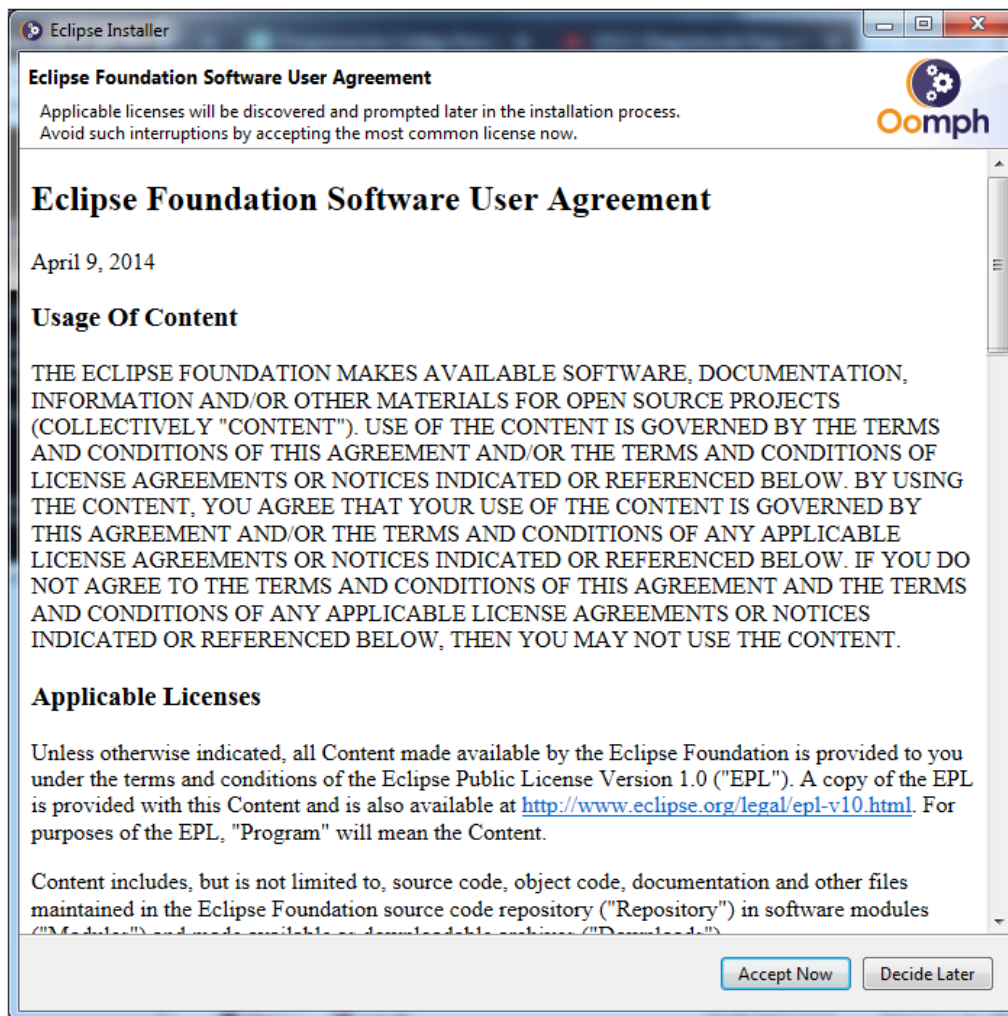 Eclipse Installer
Eclipse Foundation Software User Agreement
Applicable licenses will be discovered and prompted later in the installation process.
Avoid such interruptions by accepting the most common license now.
Oomph
Eclipse Foundation Software User Agreement
April 9, 2014
Usage Of Content
THE ECLIPSE FOUNDATION MAKES AVAILABLE SOFTWARE, DOCUMENTATION,
INFORMATION AND/OR OTHER MATERIALS FOR OPEN SOURCE PROJECTS
(COLLECTIVELY "CONTENT"). USE OF THE CONTENT IS GOVERNED BY THE TERMS
AND CONDITIONS OF THIS AGREEMENT AND/OR THE TERMS AND CONDITIONS OF
LICENSE AGREEMENTS OR NOTICES INDICATED OR REFERENCED BELOW. BY USING
THE CONTENT, YOU AGREE THAT YOUR USE OF THE CONTENT IS GOVERNED BY
THIS AGREEMENT AND/OR THE TERMS AND CONDITIONS OF ANY APPLICABLE
LICENSE AGREEMENTS OR NOTICES INDICATED OR REFERENCED BELOW. IF YOU DO
NOT AGREE TO THE TERMS AND CONDITIONS OF THIS AGREEMENT AND THE TERMS
AND CONDITIONS OF ANY APPLICABLE LICENSE AGREEMENTS OR NOTICES
INDICATED OR REFERENCED BELOW, THEN YOU MAY NOT USE THE CONTENT.
Applicable Licenses
Unless otherwise indicated, all Content made available by the Eclipse Foundation is provided to you
under the terms and conditions of the Eclipse Public License Version 1.0 ("EPL"). A copy of the EPL
is provided with this Content and is also available at http://www.eclipse.org/legal/epl-v10.html. For
purposes of the EPL, "Program" will mean the Content.
Content includes, but is not limited to, source code, object code, documentation and other files
maintained in the Eclipse Foundation source code repository ("Repository") in software modules
("Modules") and made available as downloadable archives ("Downloads").
Accept Now
Decide Later